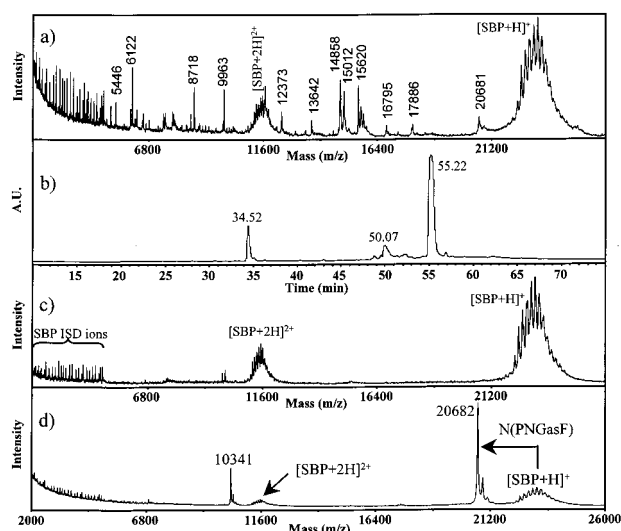 a)
Intensity
5446
6122
8718
9963
[SBP+2H]²⁺
12373
13642
14858
15012
15620
16795
17886
20681
[SBP+H]⁺
6800 11600 16400 21200
Mass (m/z)
b)
A.U.
34.52
50.07
55.22
15 20 25 30 35 40 45 50 55 60 65 70
Time (min)
c)
Intensity
SBP ISD ions
[SBP+2H]²⁺
[SBP+H]⁺
6800 11600 16400 21200
Mass (m/z)
d)
Intensity
10341
[SBP+2H]²⁺
20682
N(PNGasF)
[SBP+H]⁺
2000 6800 11600 16400 21200 26000
Mass (m/z)